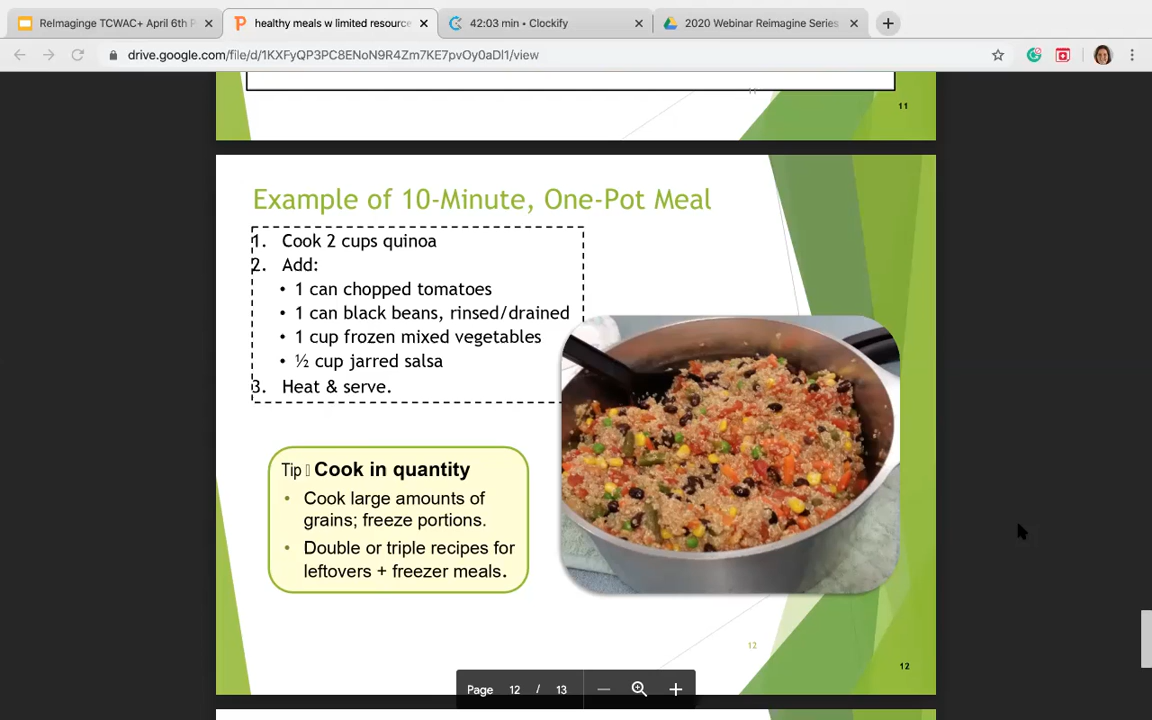 ReImaginge TCWAC+ April 6th P
healthy meals w limited resource
42:03 min • Clockify
2020 Webinar Reimagine Series
drive.google.com/file/d/1KXFyQP3PC8ENoN9R4Zm7KE7pvOy0aDl1/view
11
11
Example of 10-Minute, One-Pot Meal
1. Cook 2 cups quinoa
2. Add:
• 1 can chopped tomatoes
• 1 can black beans, rinsed/drained
• 1 cup frozen mixed vegetables
• ½ cup jarred salsa
3. Heat & serve.
Tip Cook in quantity
• Cook large amounts of
grains; freeze portions.
• Double or triple recipes for
leftovers + freezer meals.
12
12
Page 12 / 13